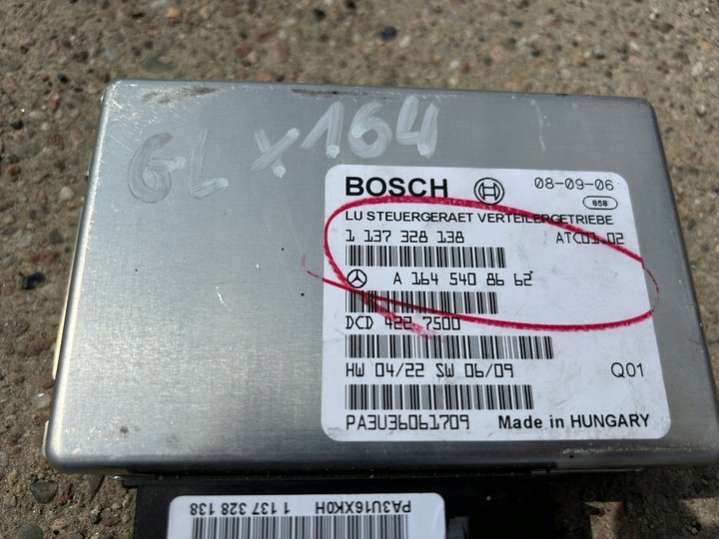 GL X164
BOSCH 08-09-06
658
LU STEUERGERAET VERTEILERGETRIEBE
1 137 328 138 ATC01.02
A 164 540 86 62
DCD 422 7500
HW 04/22 SW 06/09 Q01
PA3U36061709 Made in HUNGARY
PA3U16XK0H
1 137 328 138